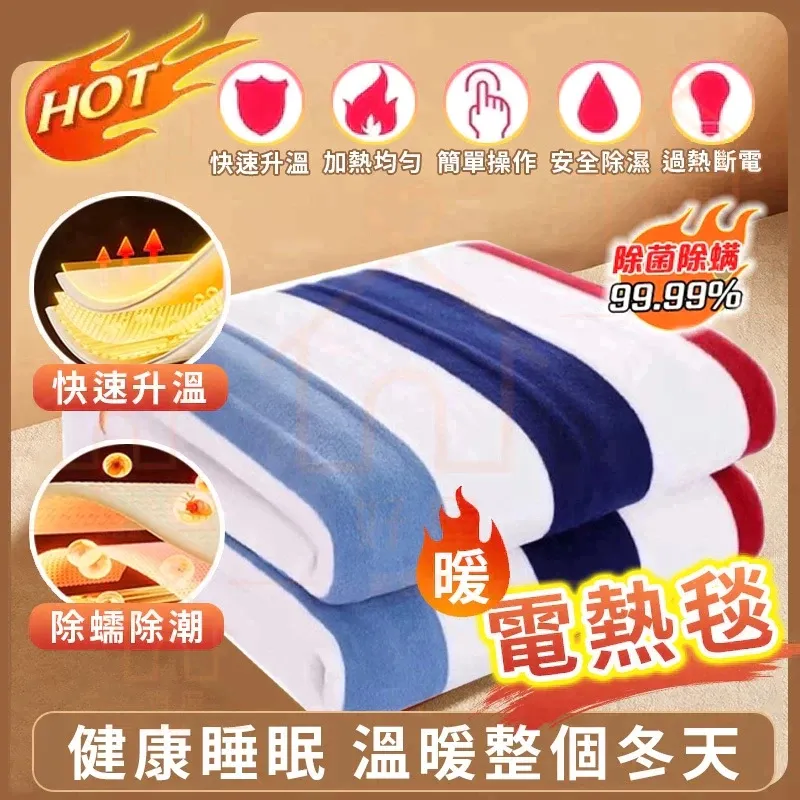 HOT
快速升溫
加熱均勻
簡單操作
安全除濕
過熱斷電
除菌除螨
99.99%
快速升溫
除蠕除潮
暖
電熱毯
健康睡眠 溫暖整個冬天